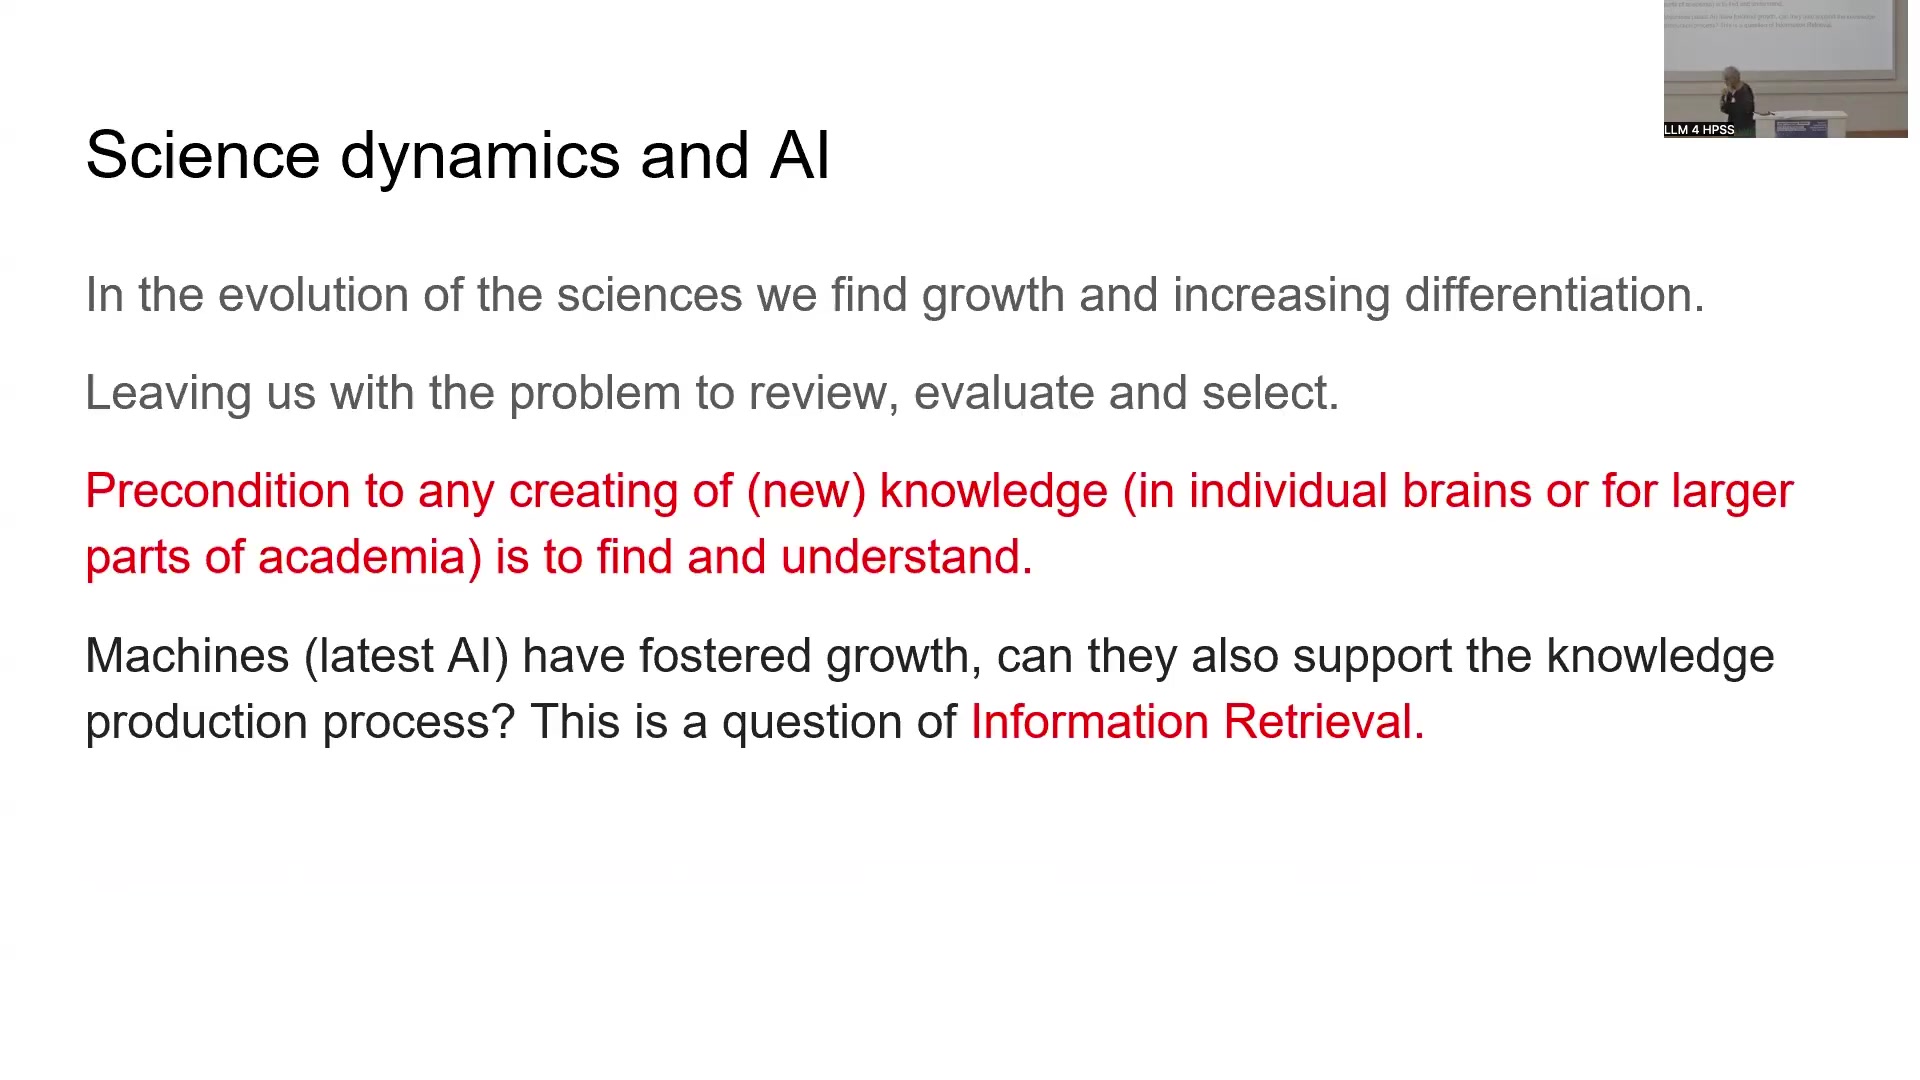 LLM 4 HPSS
Science dynamics and AI
In the evolution of the sciences we find growth and increasing differentiation.
Leaving us with the problem to review, evaluate and select.
Precondition to any creating of (new) knowledge (in individual brains or for larger
parts of academia) is to find and understand.
Machines (latest AI) have fostered growth, can they also support the knowledge
production process? This is a question of Information Retrieval.